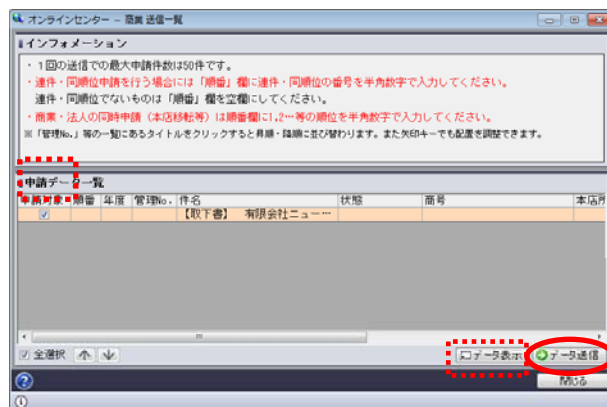 オンラインセンター － 商業 送信一覧
インフォメーション
・１回の送信での最大申請件数は50件です。
・連件・同順位申請を行う場合には「順番」欄に連件・同順位の番号を半角数字で入力してください。
連件・同順位でないものは「順番」欄を空欄にしてください。
・商業・法人の同時申請（本店移転等）は順番欄に1,2…等の順位を半角数字で入力してください。
※「管理No.」等の一覧にあるタイトルをクリックすると昇順・降順に並び替わります。また矢印キーでも配置を調整できます。
申請データ一覧
申請対象 順番 年度 管理No. 件名 状態 商号 本店所
【取下書】 有限会社ニュー…
全選択 データ表示 データ送信
閉じる